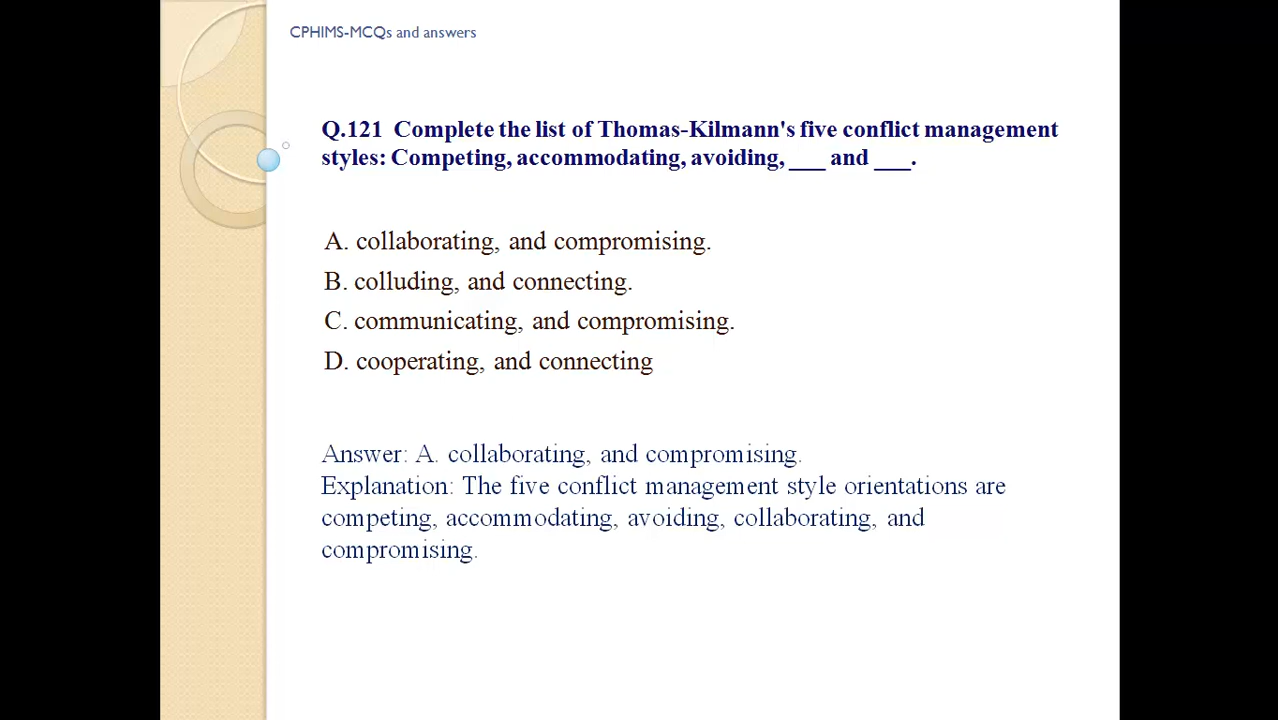 CPHIMS-MCQs and answers
Q.121 Complete the list of Thomas-Kilmann's five conflict management
styles: Competing, accommodating, avoiding, ___ and ___.
A. collaborating, and compromising.
B. colluding, and connecting.
C. communicating, and compromising.
D. cooperating, and connecting
Answer: A. collaborating, and compromising.
Explanation: The five conflict management style orientations are
competing, accommodating, avoiding, collaborating, and
compromising.